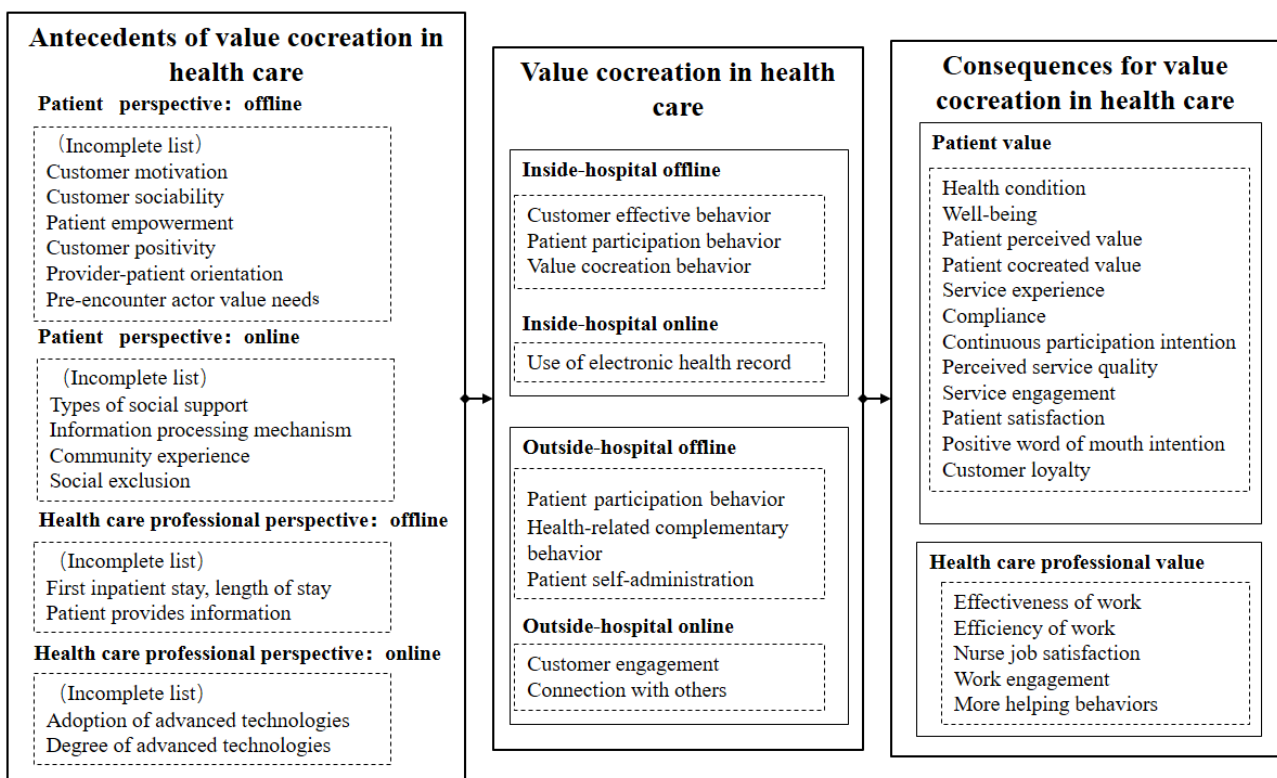 Antecedents of value cocreation in
health care
Patient perspective：offline
（Incomplete list）
Customer motivation
Customer sociability
Patient empowerment
Customer positivity
Provider-patient orientation
Pre-encounter actor value needs
Patient perspective：online
（Incomplete list）
Types of social support
Information processing mechanism
Community experience
Social exclusion
Health care professional perspective：offline
（Incomplete list）
First inpatient stay, length of stay
Patient provides information
Health care professional perspective：online
（Incomplete list）
Adoption of advanced technologies
Degree of advanced technologies
Value cocreation in health
care
Inside-hospital offline
Customer effective behavior
Patient participation behavior
Value cocreation behavior
Inside-hospital online
Use of electronic health record
Outside-hospital offline
Patient participation behavior
Health-related complementary
behavior
Patient self-administration
Outside-hospital online
Customer engagement
Connection with others
Consequences for value
cocreation in health care
Patient value
Health condition
Well-being
Patient perceived value
Patient cocreated value
Service experience
Compliance
Continuous participation intention
Perceived service quality
Service engagement
Patient satisfaction
Positive word of mouth intention
Customer loyalty
Health care professional value
Effectiveness of work
Efficiency of work
Nurse job satisfaction
Work engagement
More helping behaviors